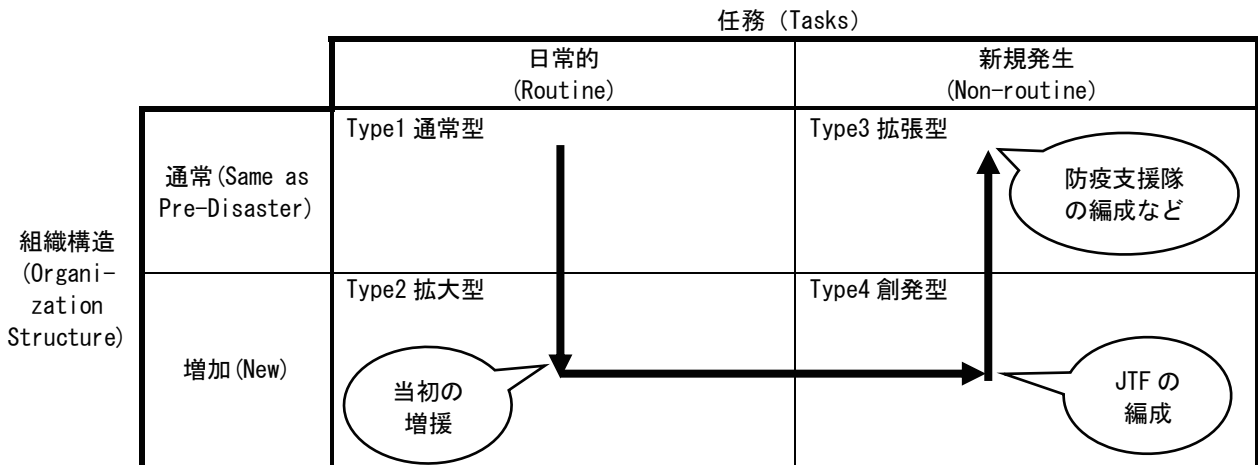 任務 (Tasks)
日常的
(Routine)
新規発生
(Non-routine)
組織構造
(Organi-
zation
Structure)
通常(Same as
Pre-Disaster)
Type1 通常型
Type3 拡張型
防疫支援隊
の編成など
増加(New)
Type2 拡大型
当初の
増援
Type4 創発型
JTF の
編成